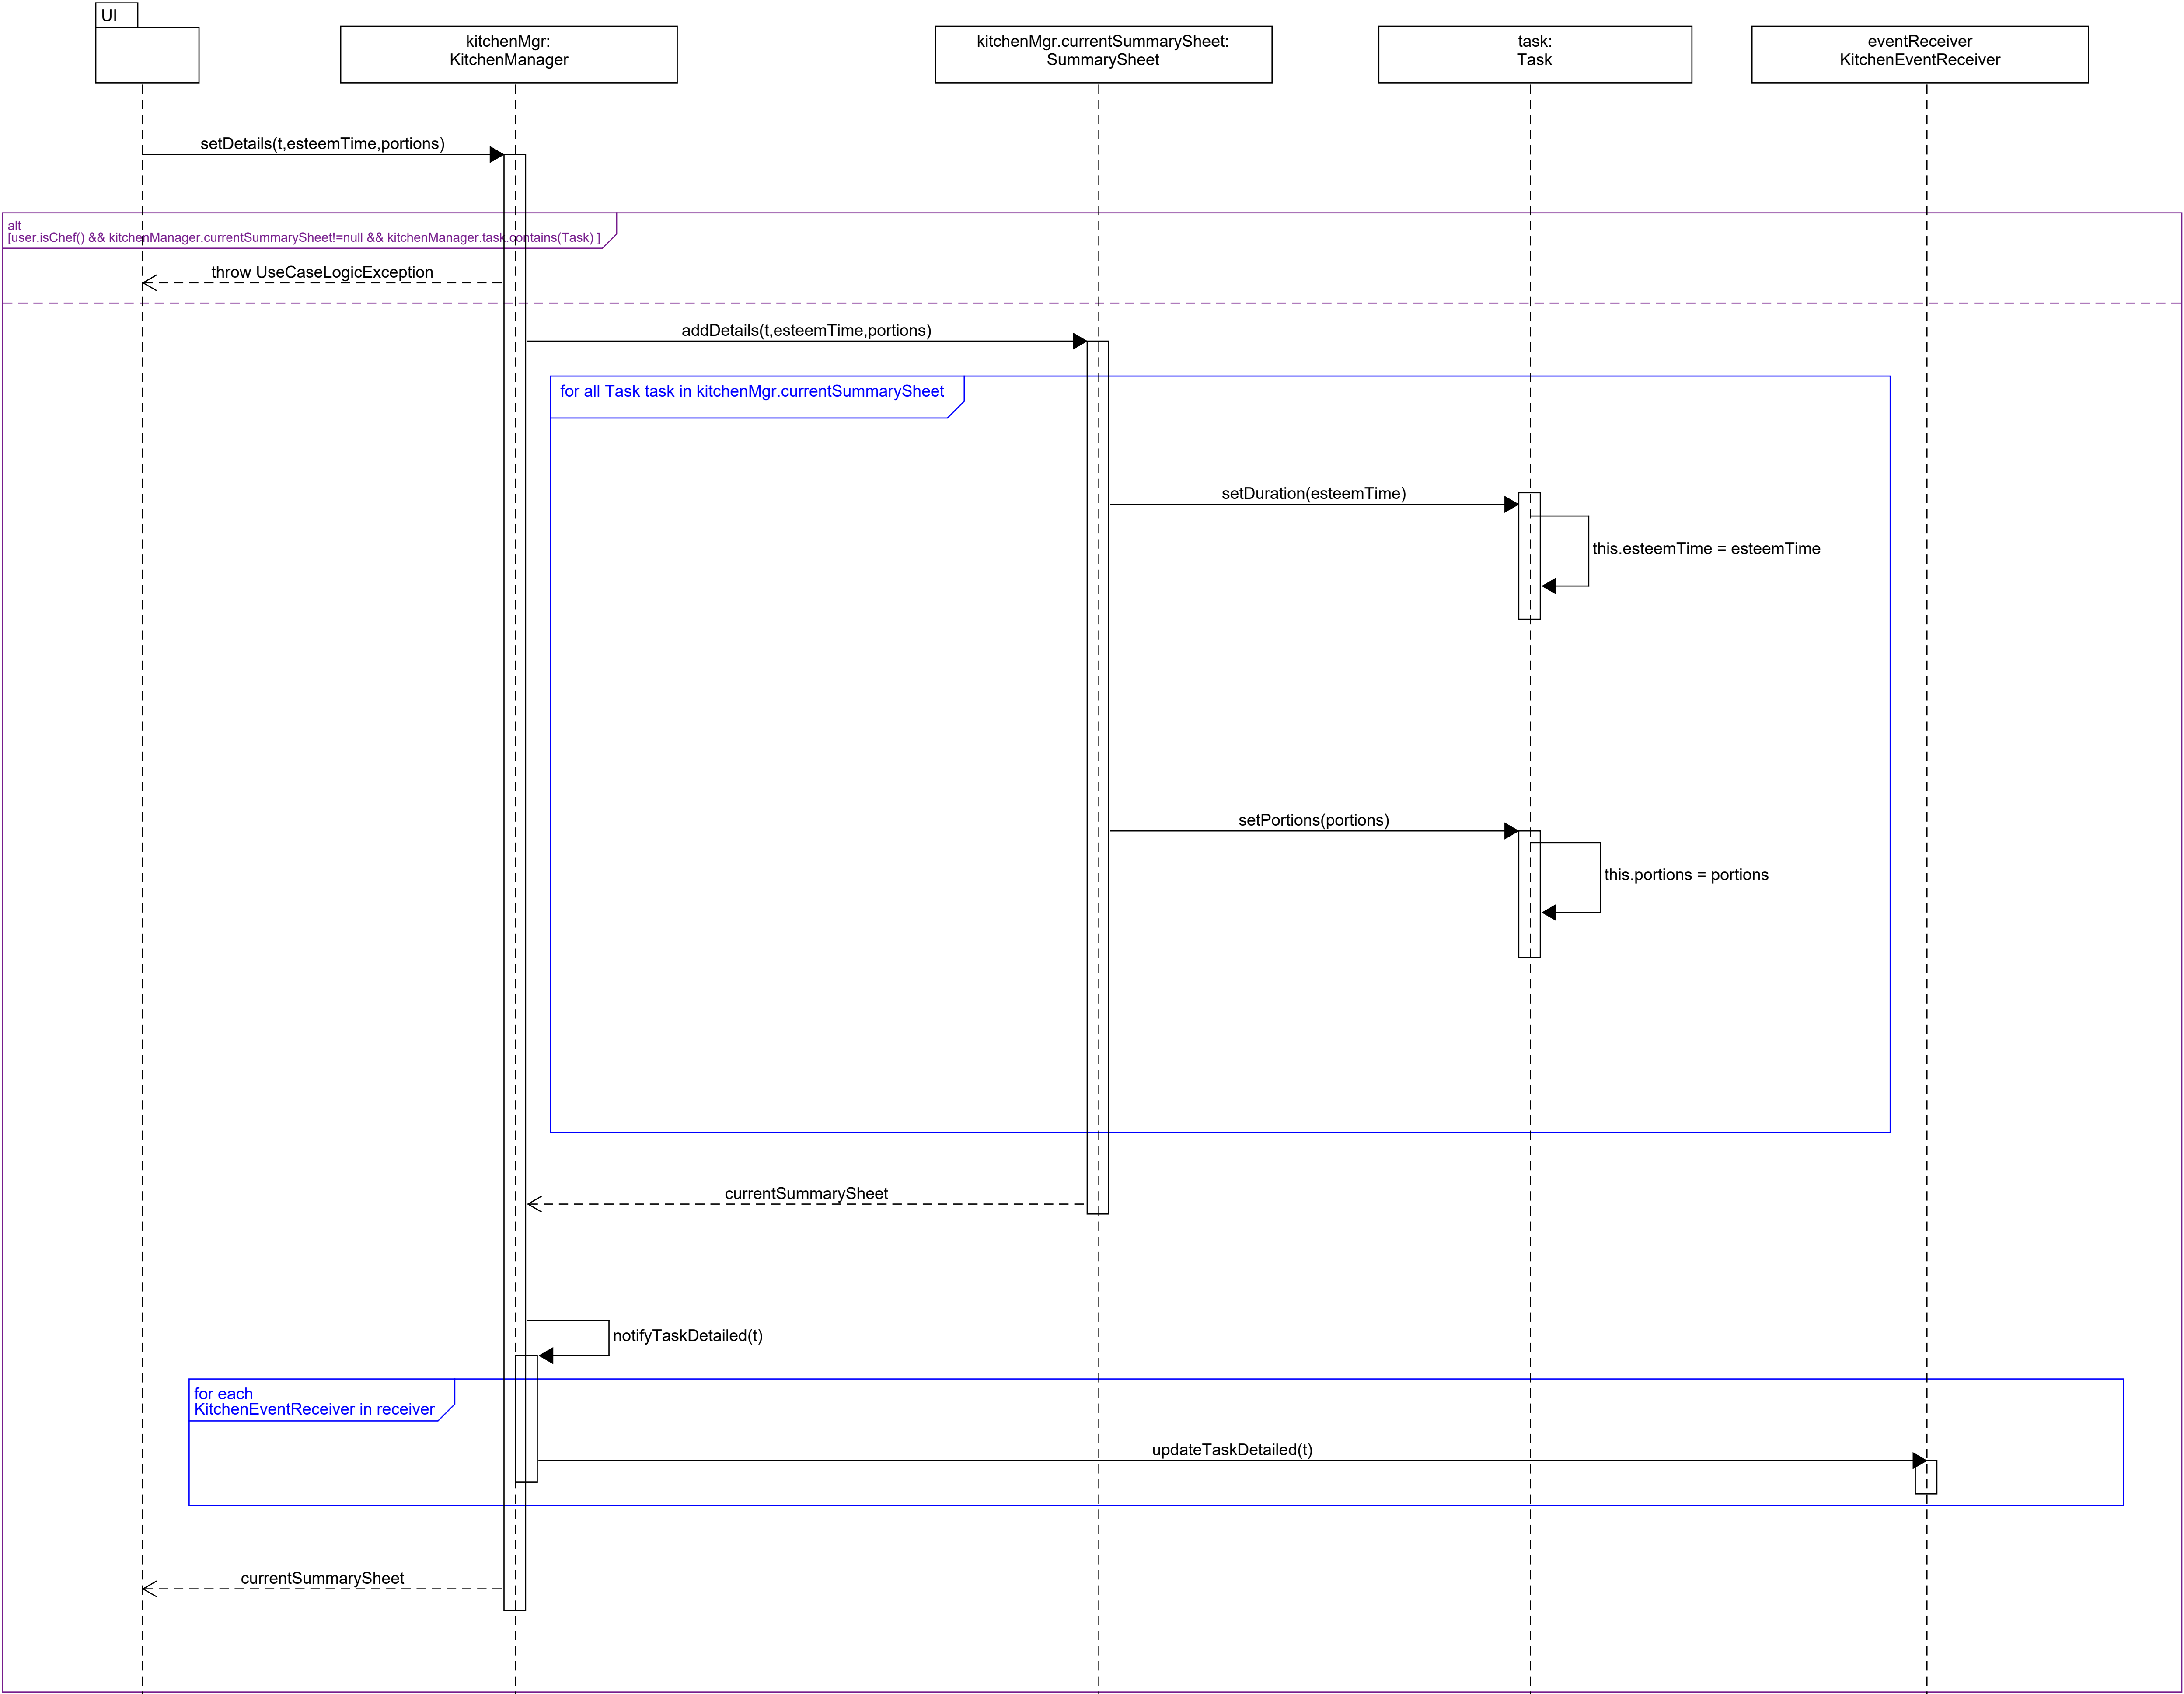 UI
kitchenMgr:
KitchenManager
kitchenMgr.currentSummarySheet:
SummarySheet
task:
Task
eventReceiver
KitchenEventReceiver
setDetails(t,esteemTime,portions)
alt
[user.isChef() && kitchenManager.currentSummarySheet!=null && kitchenManager.task.contains(Task) ]
throw UseCaseLogicException
addDetails(t,esteemTime,portions)
for all Task task in kitchenMgr.currentSummarySheet
setDuration(esteemTime)
this.esteemTime = esteemTime
setPortions(portions)
this.portions = portions
currentSummarySheet
notifyTaskDetailed(t)
for each
KitchenEventReceiver in receiver
updateTaskDetailed(t)
currentSummarySheet